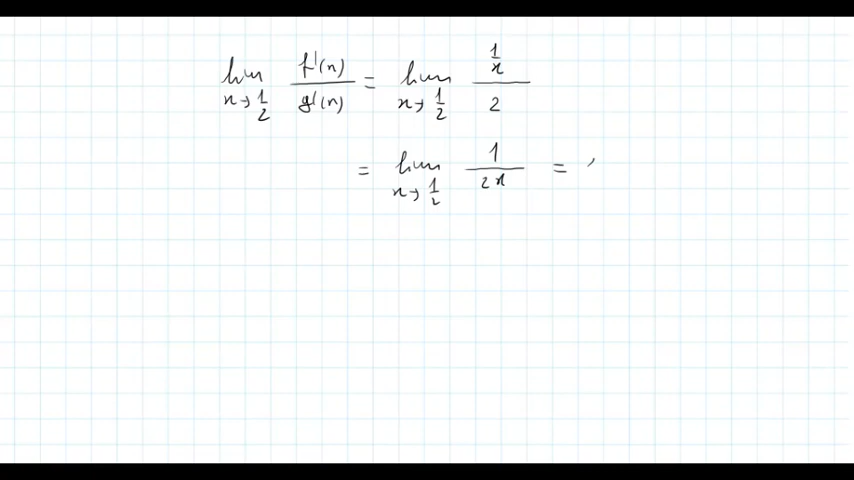 lim x→1/2 f'(x)/g'(x) = lim x→1/2 (1/x)/2
= lim x→1/2 1/(2x) =